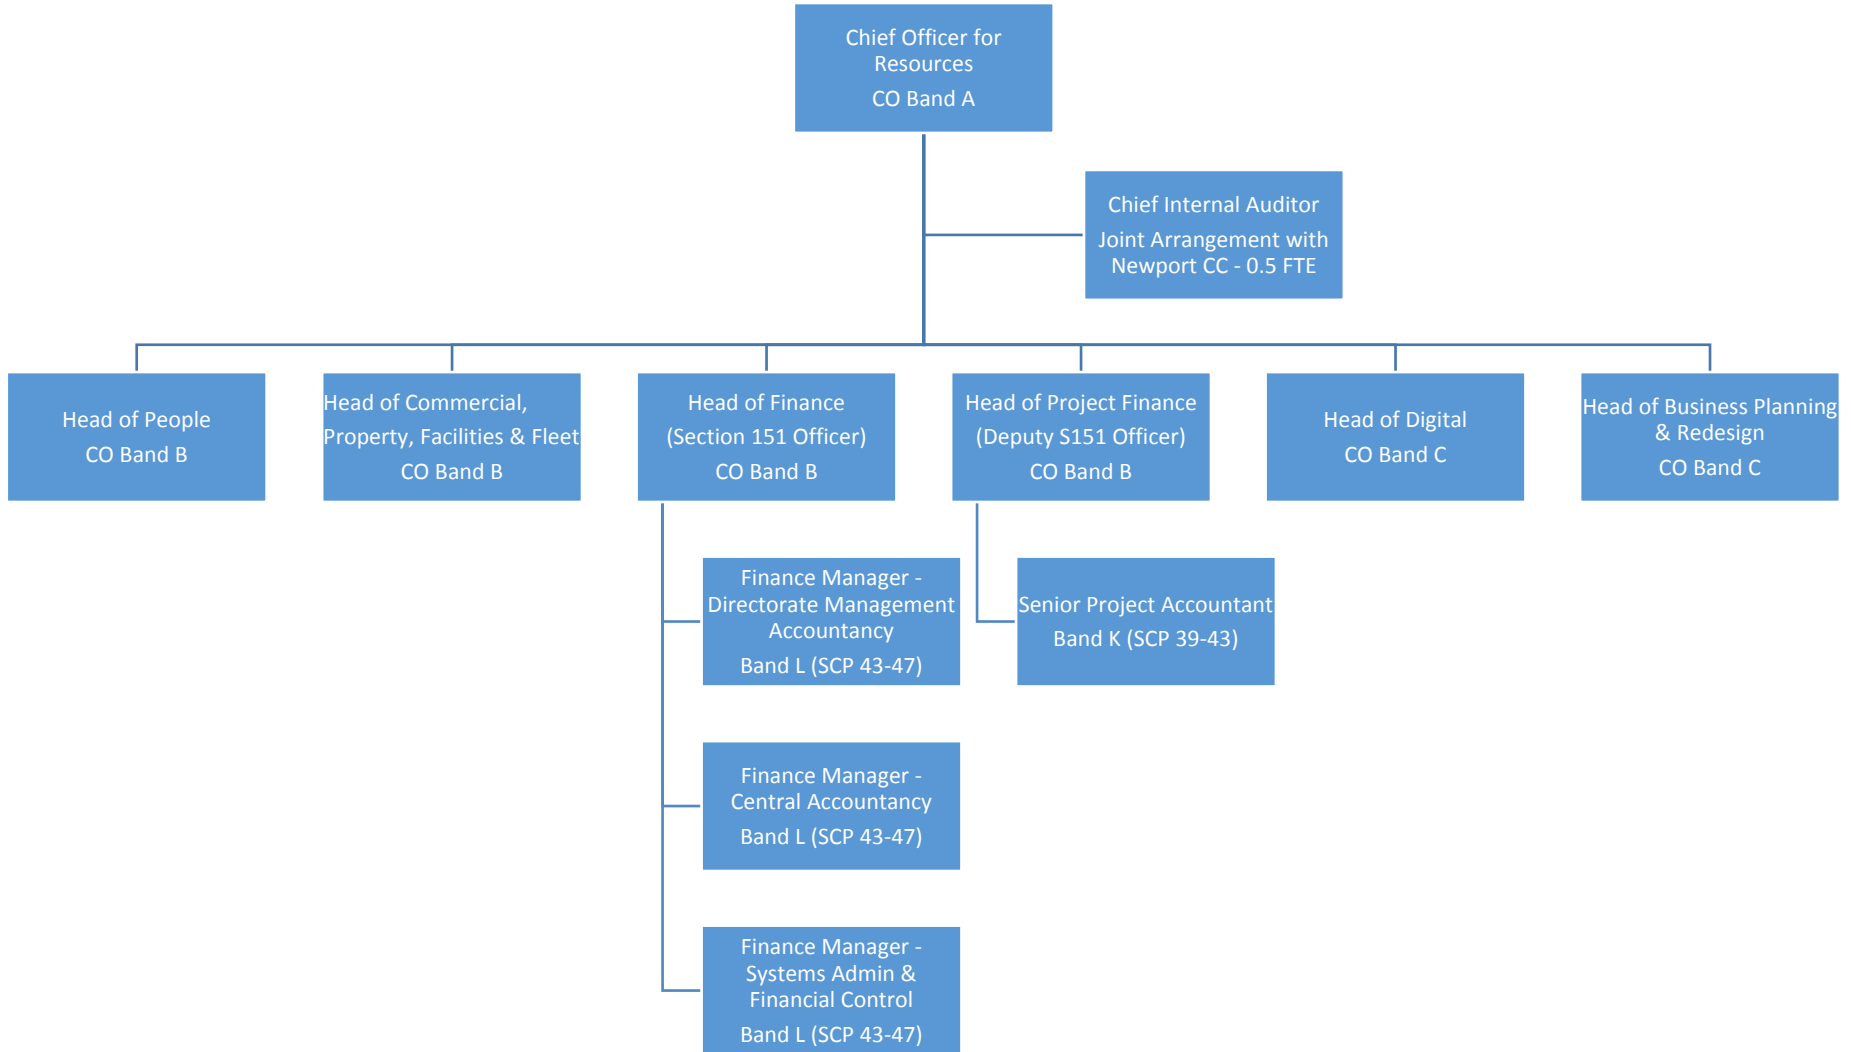 Chief Officer for
Resources
CO Band A
Chief Internal Auditor
Joint Arrangement with
Newport CC - 0.5 FTE
Head of People
CO Band B
Head of Commercial,
Property, Facilities & Fleet
CO Band B
Head of Finance
(Section 151 Officer)
CO Band B
Head of Project Finance
(Deputy S151 Officer)
CO Band B
Head of Digital
CO Band C
Head of Business Planning
& Redesign
CO Band C
Finance Manager -
Directorate Management
Accountancy
Band L (SCP 43-47)
Senior Project Accountant
Band K (SCP 39-43)
Finance Manager -
Central Accountancy
Band L (SCP 43-47)
Finance Manager -
Systems Admin &
Financial Control
Band L (SCP 43-47)